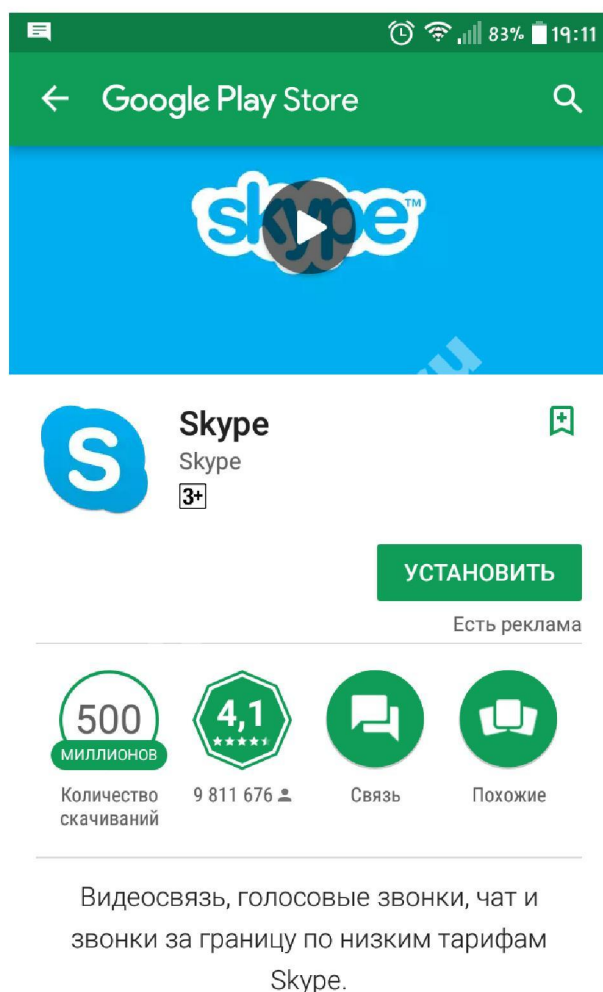 83% 19:11
Google Play Store
skype™
Skype
Skype
3+
УСТАНОВИТЬ
Есть реклама
500
МИЛЛИОНОВ
Количество
скачиваний
4,1
9 811 676
Связь
Похожие
Видеосвязь, голосовые звонки, чат и
звонки за границу по низким тарифам
Skype.